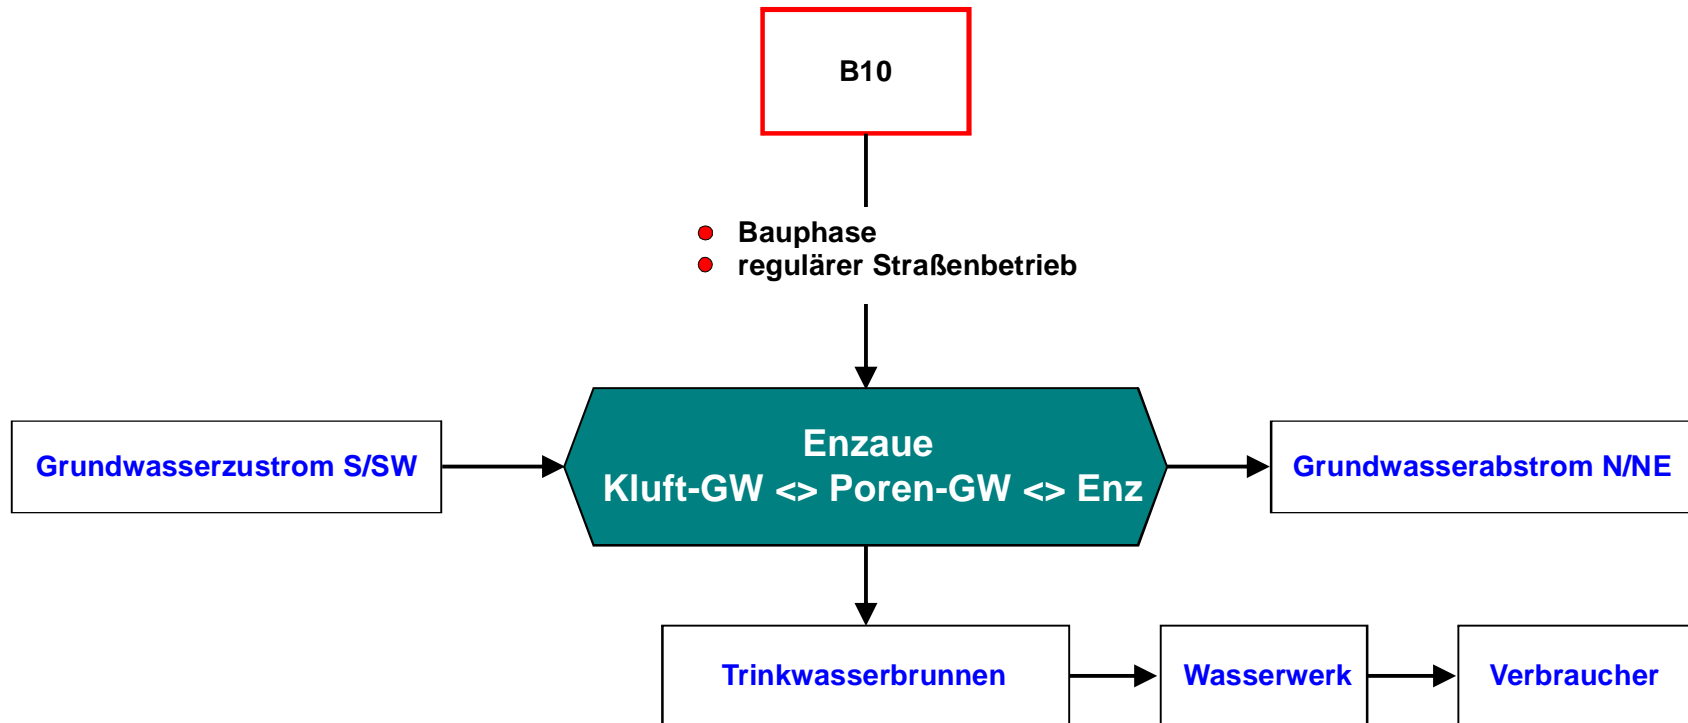 B10
Bauphase
regulärer Straßenbetrieb
Enzaue
Grundwasserzustrom S/SW
Kluft-GW <> Poren-GW <> Enz
Grundwasserabstrom N/NE
Trinkwasserbrunnen
Wasserwerk
Verbraucher